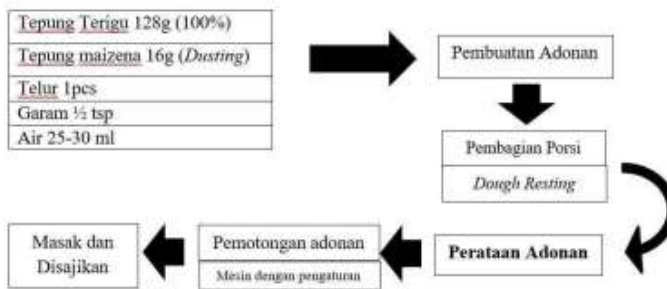 Tepung Terigu 128g (100%)
Tepung maizena 16g (Dusting)
Telur 1pcs
Garam ½ tsp
Air 25-30 ml
Pembuatan Adonan
Pembagian Porsi
Dough Resting
Perataan Adonan
Pemotongan adonan
Mesin dengan pengaturan
Masak dan
Disajikan